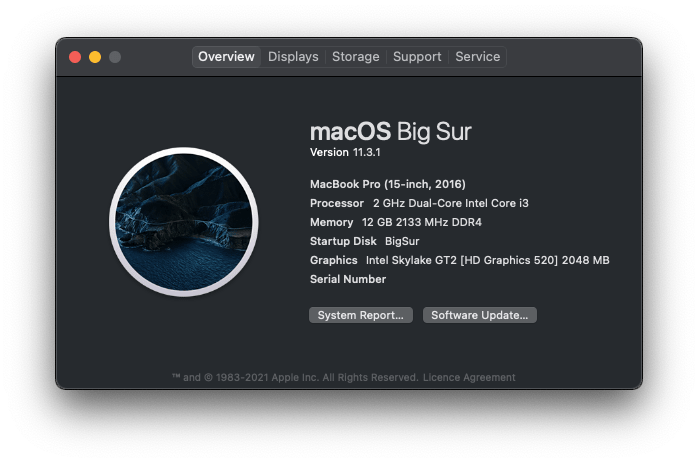 Overview Displays Storage Support Service
macOS Big Sur
Version 11.3.1
MacBook Pro (15-inch, 2016)
Processor 2 GHz Dual-Core Intel Core i3
Memory 12 GB 2133 MHz DDR4
Startup Disk BigSur
Graphics Intel Skylake GT2 [HD Graphics 520] 2048 MB
Serial Number
System Report... Software Update...
™ and © 1983-2021 Apple Inc. All Rights Reserved. Licence Agreement